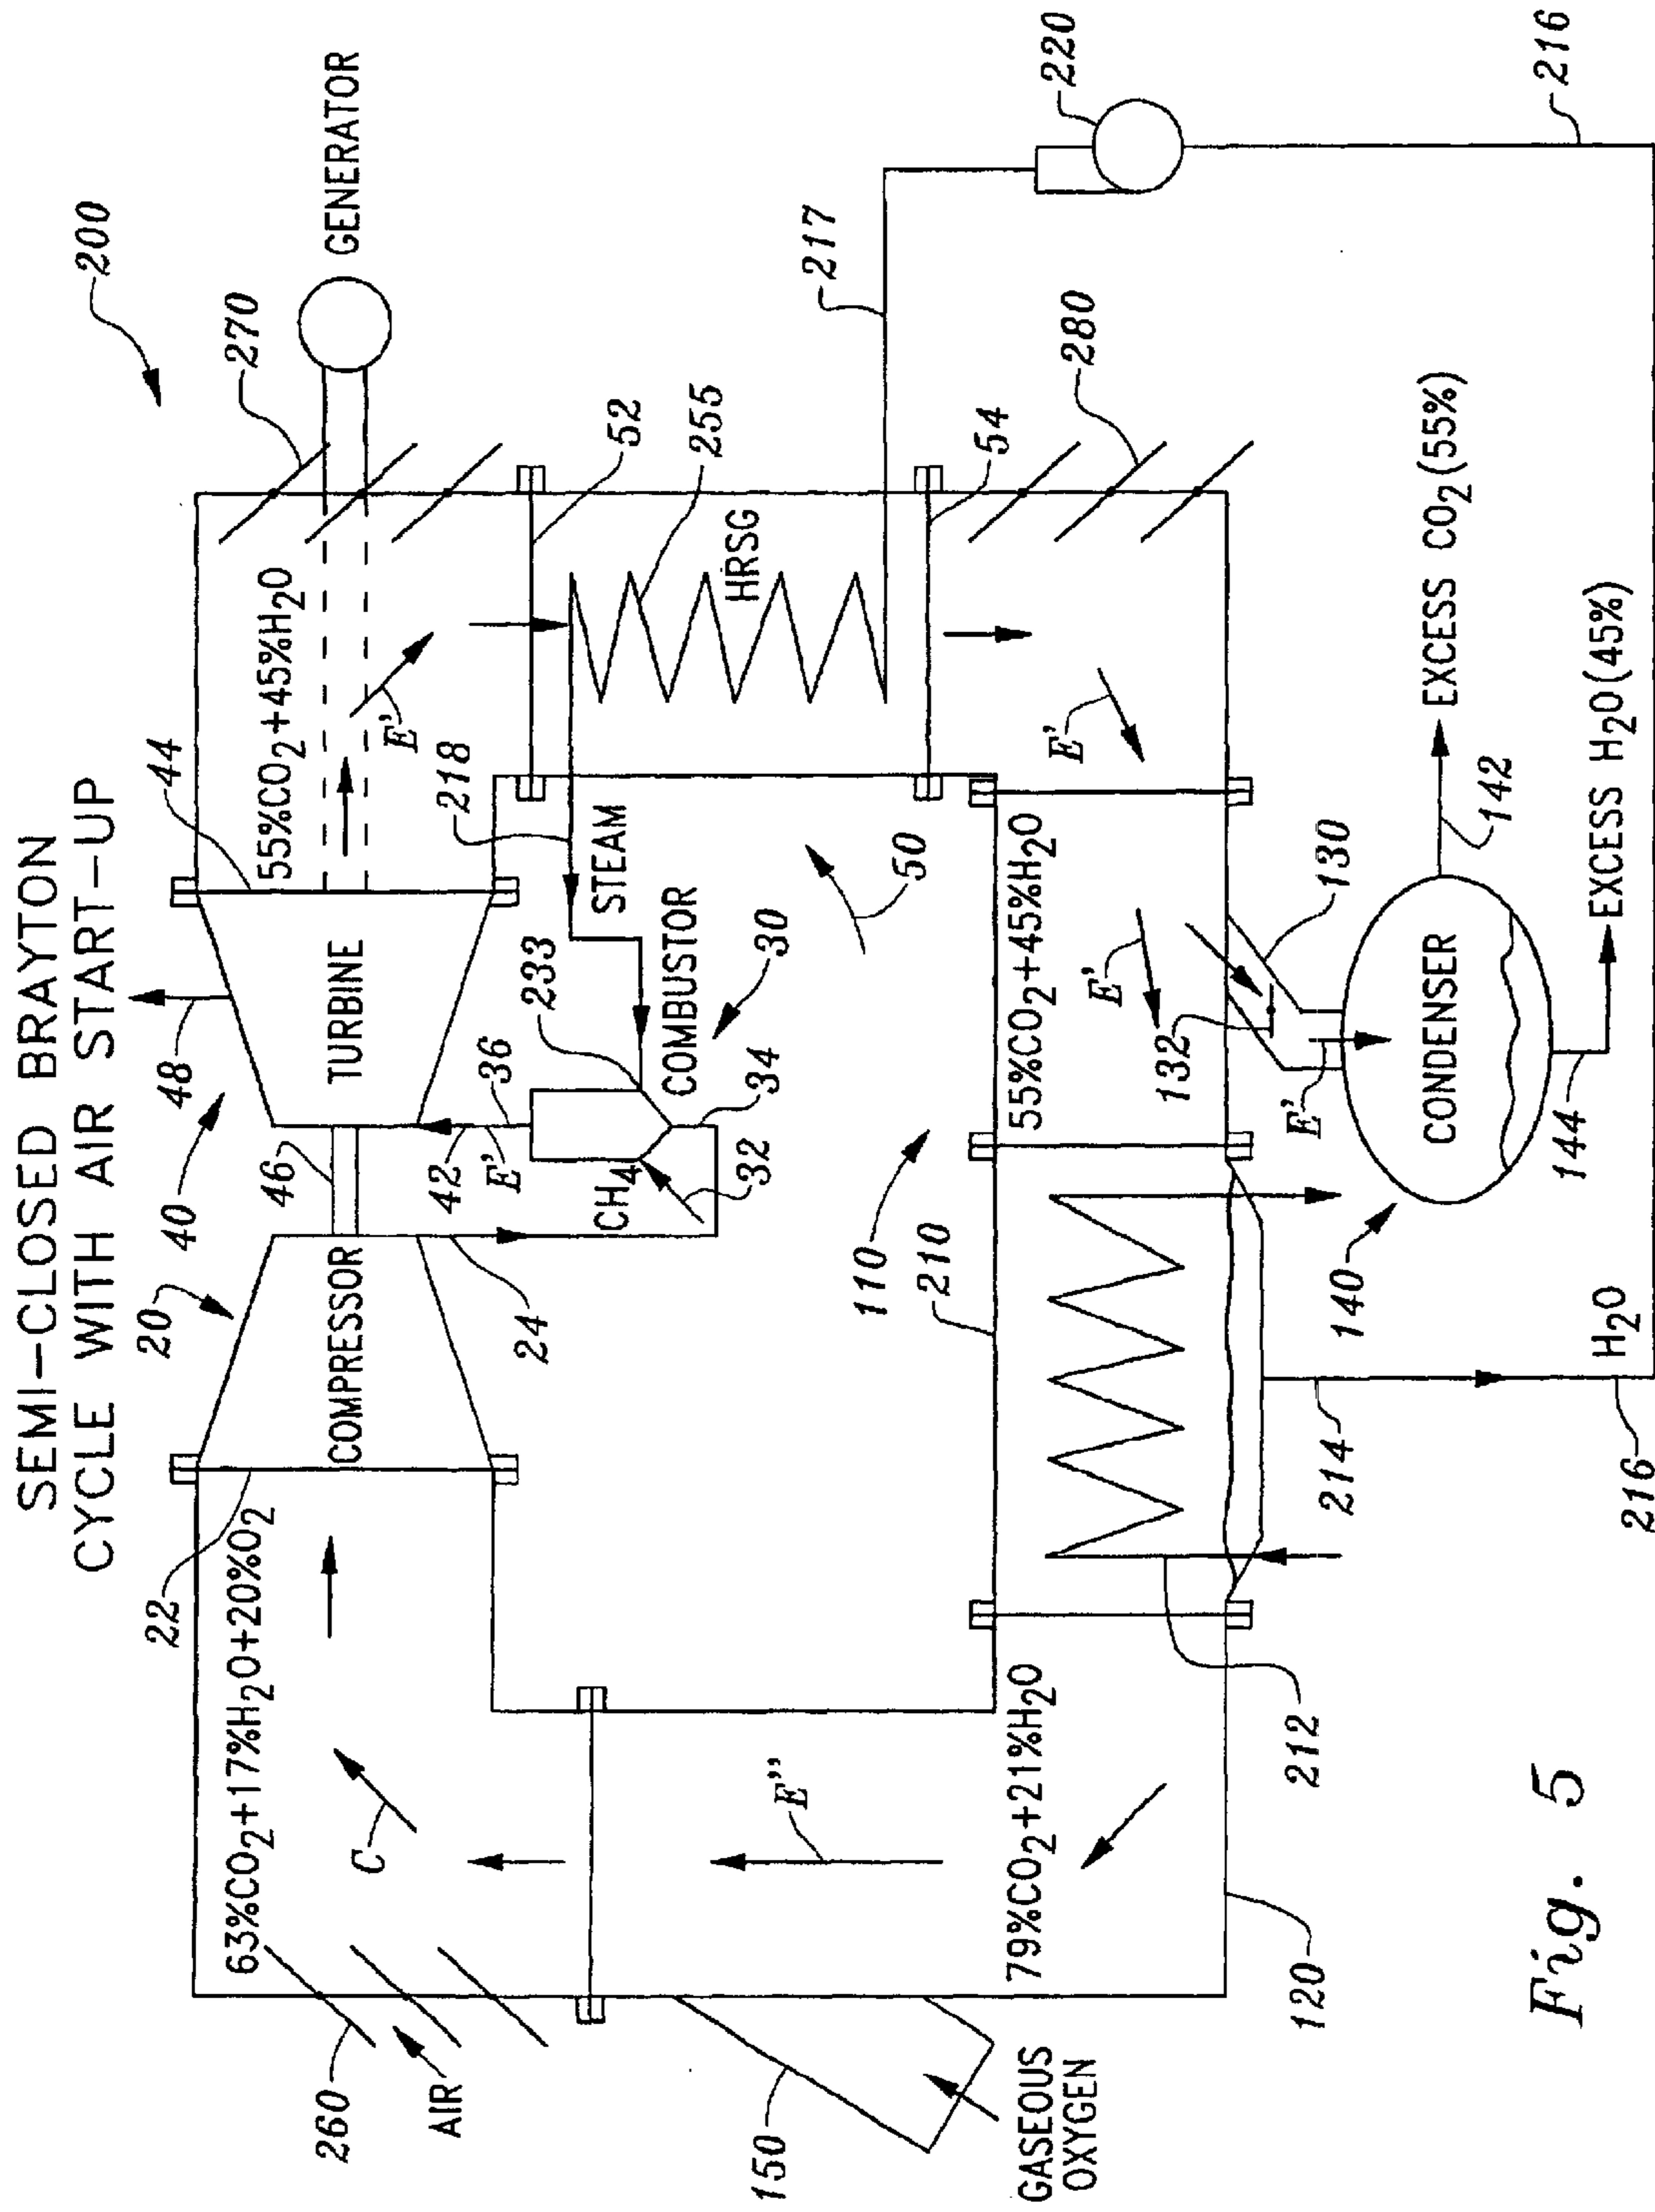 SEMI-CLOSED BRAYTON
CYCLE WITH AIR START-UP
200
20
40
48
44
270
GENERATOR
22
63%CO2+17%H2O+20%O2
COMPRESSOR
46
TURBINE
55%CO2+45%H2O
260
AIR
C
24
42
E'
36
CH4
32
34
233
COMBUSTOR
30
218
STEAM
E'
52
255
HRSG
217
220
150
GASEOUS
OXYGEN
E''
110
210
50
54
280
79%CO2+21%H2O
55%CO2+45%H2O
E'
E'
120
212
132
130
E'
214
140
CONDENSER
142
EXCESS CO2(55%)
144
EXCESS H2O(45%)
216
H2O
216
Fig. 5